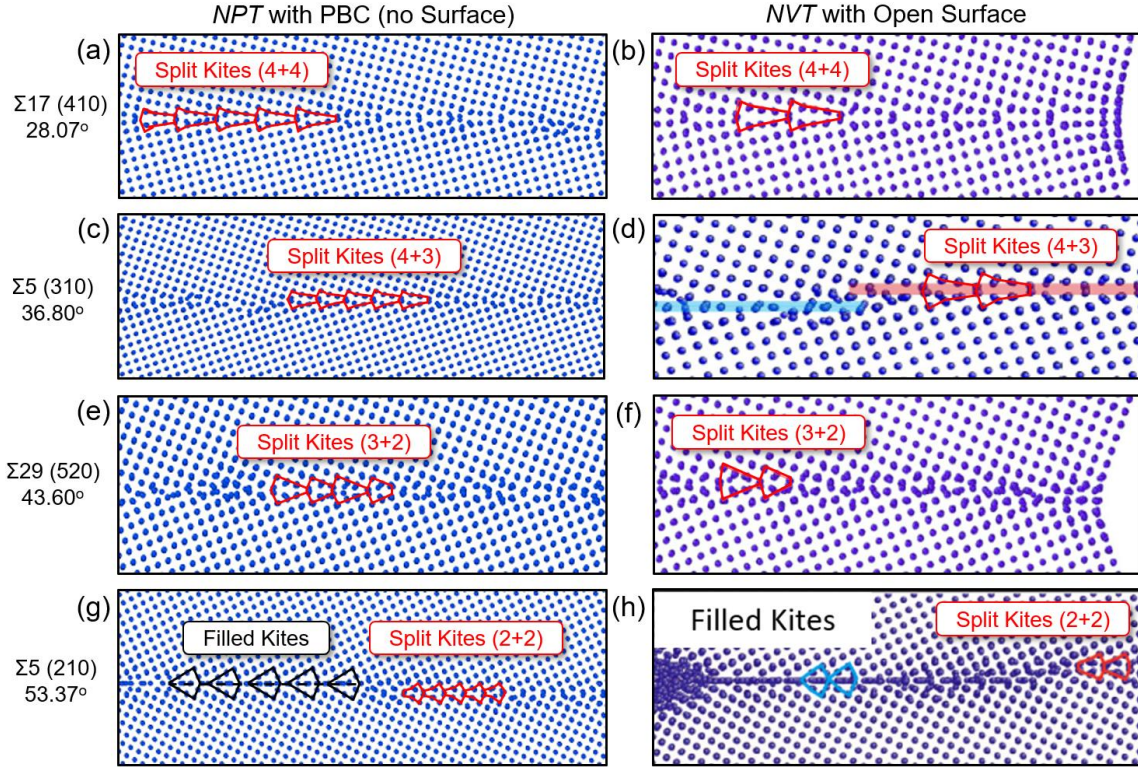 NPT with PBC (no Surface)
NVT with Open Surface
(a)
Split Kites (4+4)
(b)
Split Kites (4+4)
Σ17 (410)
28.07°
(c)
Split Kites (4+3)
(d)
Split Kites (4+3)
Σ5 (310)
36.80°
(e)
Split Kites (3+2)
(f)
Split Kites (3+2)
Σ29 (520)
43.60°
(g)
Filled Kites
Split Kites (2+2)
(h)
Filled Kites
Split Kites (2+2)
Σ5 (210)
53.37°